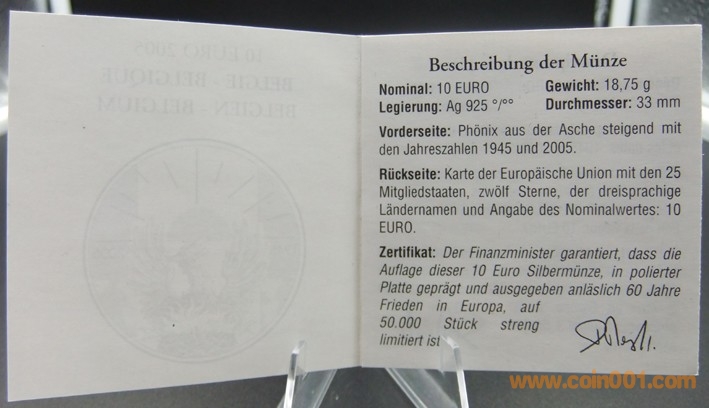 10 EURO 2005
BELGIE - BELGIQUE
BELGIEN - BELGIUM
Beschreibung der Münze
Nominal: 10 EURO Gewicht: 18,75 g
Legierung: Ag 925 °/°° Durchmesser: 33 mm
Vorderseite: Phönix aus der Asche steigend mit
den Jahreszahlen 1945 und 2005.
Rückseite: Karte der Europäische Union mit den 25
Mitgliedstaaten, zwölf Sterne, der dreisprachige
Ländernamen und Angabe des Nominalwertes: 10
EURO.
Zertifikat: Der Finanzminister garantiert, dass die
Auflage dieser 10 Euro Silbermünze, in polierter
Platte geprägt und ausgegeben anläslich 60 Jahre
Frieden in Europa, auf
50.000 Stück streng
limitiert ist
www.coin001.com